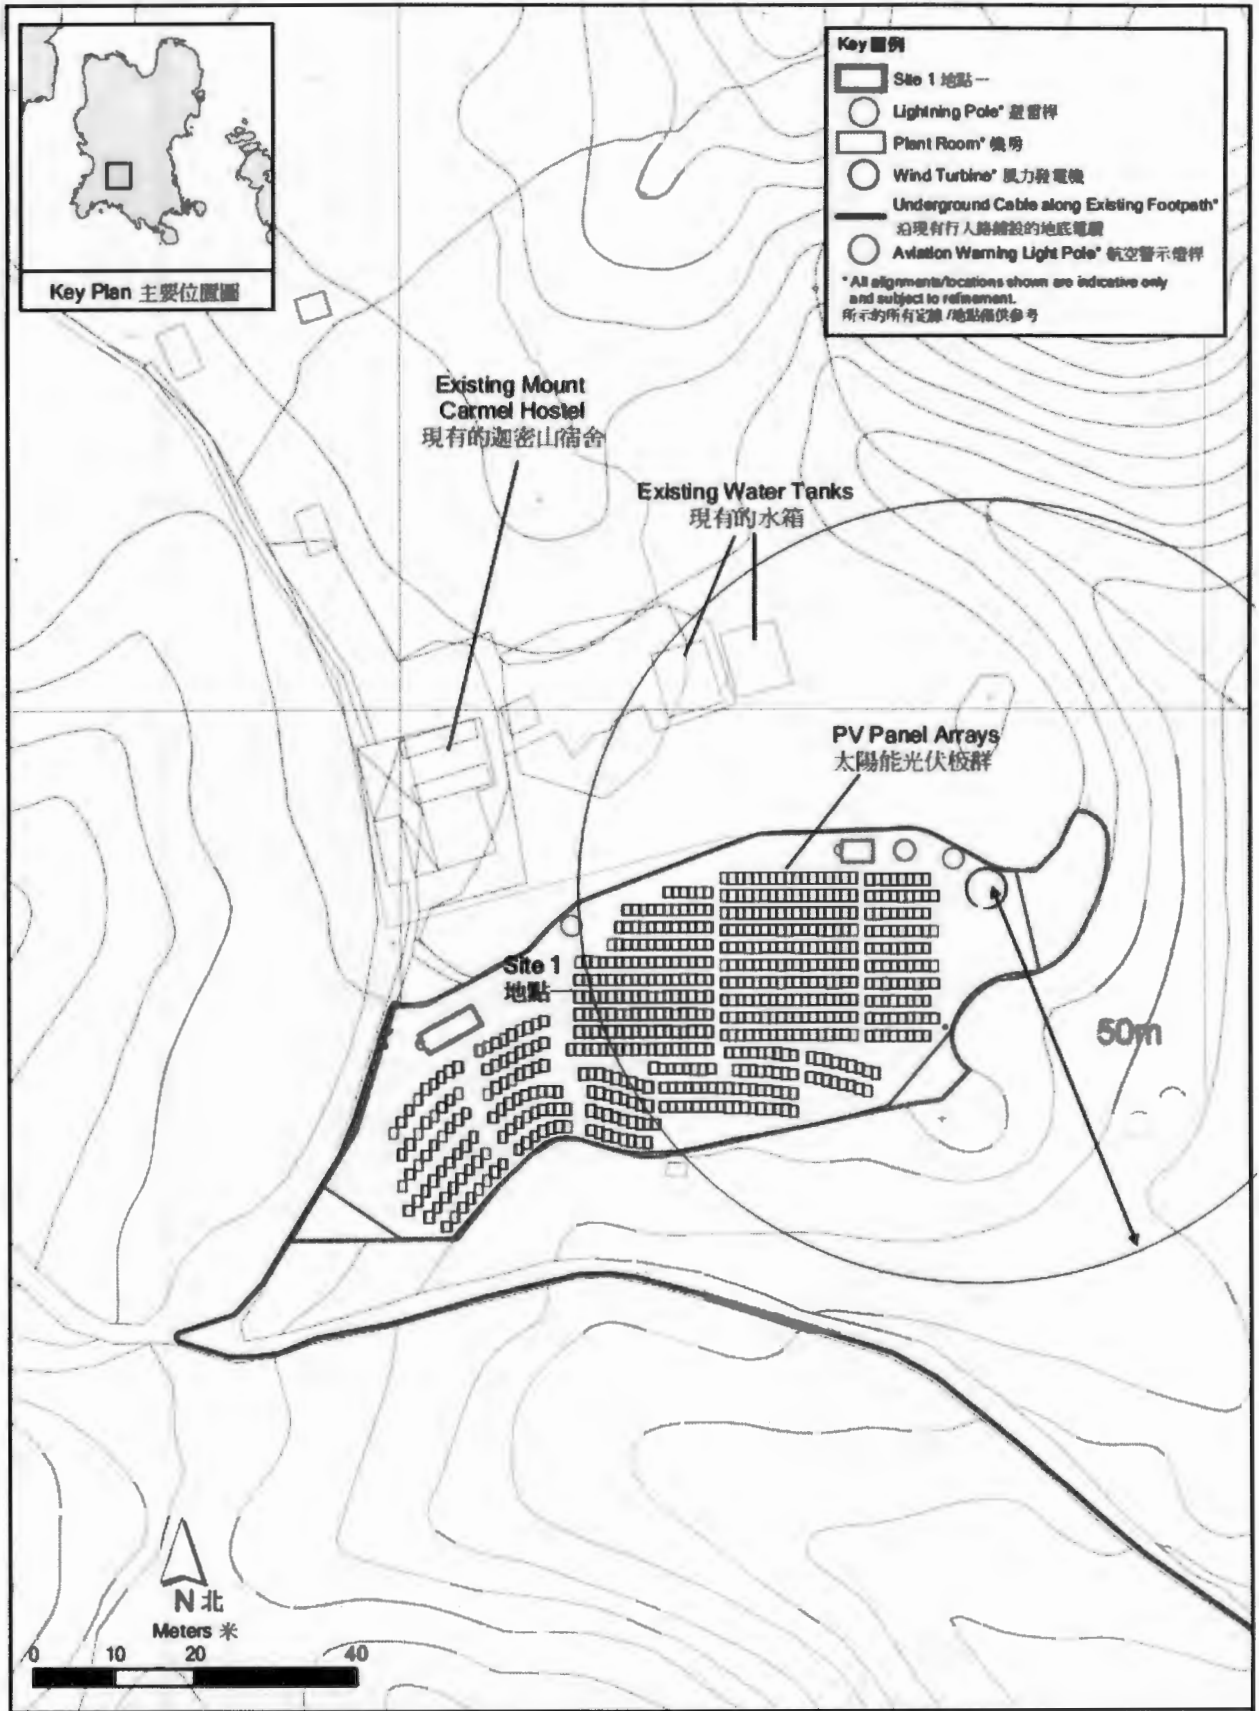 Key Plan 主要位置圖
Key 圖例
Site 1 地點一
Lightning Pole* 避雷桿
Plant Room* 機房
Wind Turbine* 風力發電機
Underground Cable along Existing Footpath*
沿現有行人路鋪設的地底電纜
Aviation Warning Light Pole* 航空警示燈桿
* All alignments/locations shown are indicative only
and subject to refinement.
所示的所有定線/地點僅供參考
Existing Mount
Carmel Hostel
現有的迦密山宿舍
Existing Water Tanks
現有的水箱
PV Panel Arrays
太陽能光伏板群
Site 1
地點一
50m
N 北
Meters 米
0 10 20 40